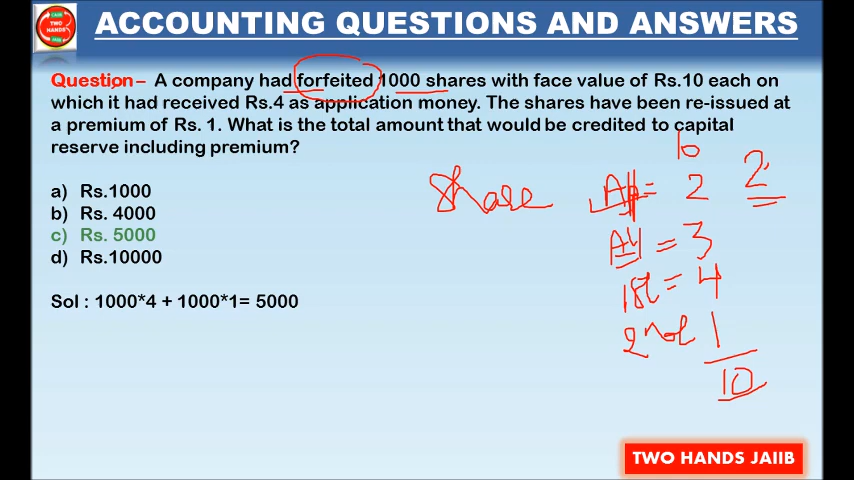 CAIIB
TWO
HANDS
JAIIB
ACCOUNTING QUESTIONS AND ANSWERS
Question – A company had forfeited 1000 shares with face value of Rs.10 each on
which it had received Rs.4 as application money. The shares have been re-issued at
a premium of Rs. 1. What is the total amount that would be credited to capital
reserve including premium?
a) Rs.1000
b) Rs. 4000
c) Rs. 5000
d) Rs.10000
Sol : 1000*4 + 1000*1= 5000
10
Share App = 2 2
All = 3
1st = 4
2nd 1
10
TWO HANDS JAIIB